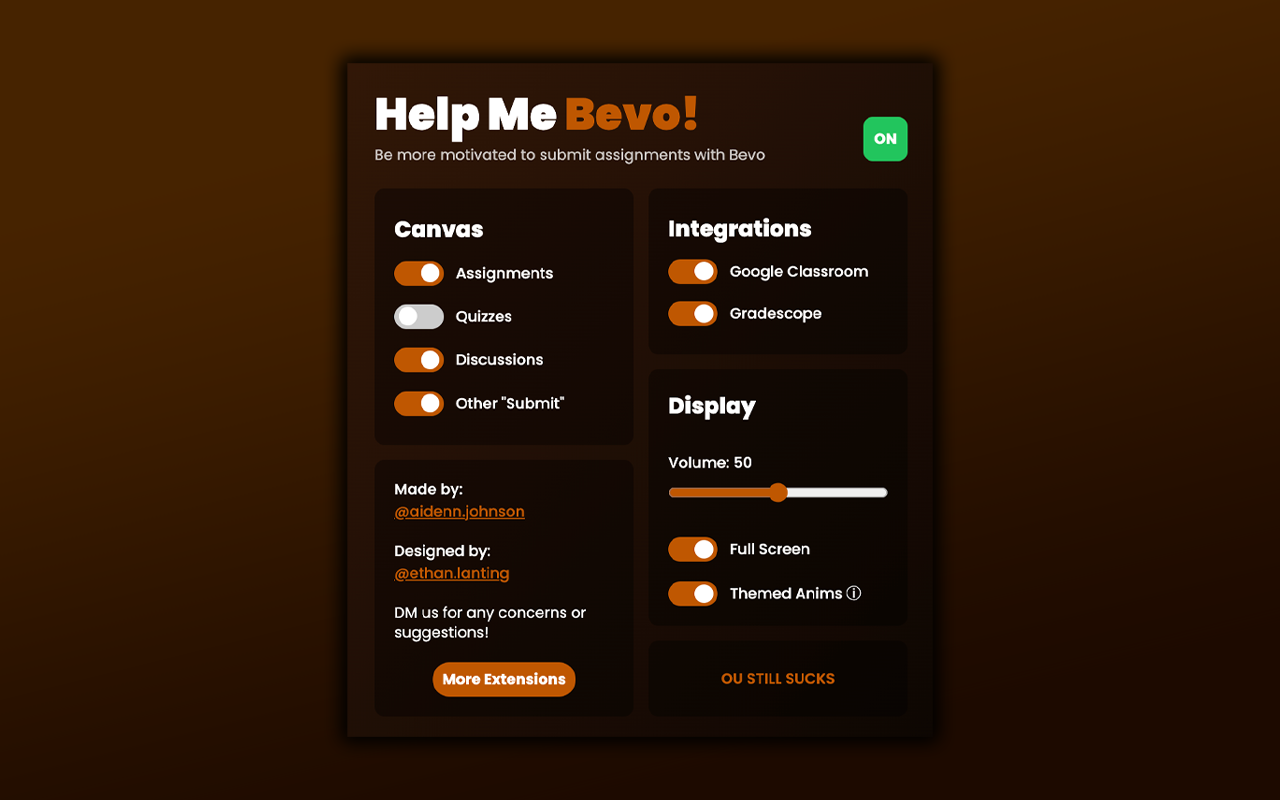 Help Me Bevo!
Be more motivated to submit assignments with Bevo
ON
Canvas
Assignments
Quizzes
Discussions
Other "Submit"
Made by:
@aidenn.johnson
Designed by:
@ethan.lanting
DM us for any concerns or
suggestions!
More Extensions
Integrations
Google Classroom
Gradescope
Display
Volume: 50
Full Screen
Themed Anims ⓘ
OU STILL SUCKS